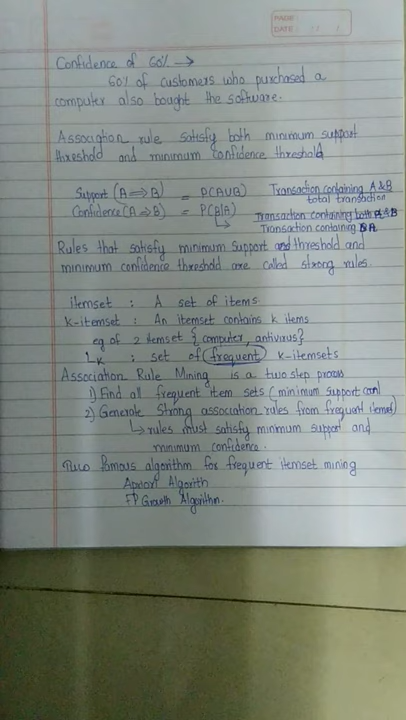 PAGE:
DATE: / /
Confidence of 60% →
60% of customers who purchased a
computer also bought the software.
Association rule satisfy both minimum support
threshold and minimum confidence threshold
Support (A ⇒ B) = P(A∪B) Transaction containing A & B
total transaction
Confidence (A ⇒ B) = P(B|A) Transaction containing both A & B
↳ Transaction containing A
Rules that satisfy minimum support threshold and
minimum confidence threshold are called strong rules.
itemset : A set of items
K-itemset : An itemset contains k items
eg of 2 itemset {computer, antivirus}
L_K : set of (frequent) k-itemsets
Association Rule Mining is a two step process
1) Find all frequent item sets (minimum support
2) Generate strong association rules from frequent itemset)
↳ rules must satisfy minimum support and
minimum confidence.
Two famous algorithm for frequent itemset mining
Apriori Algorith
FP Growth Algorithm.